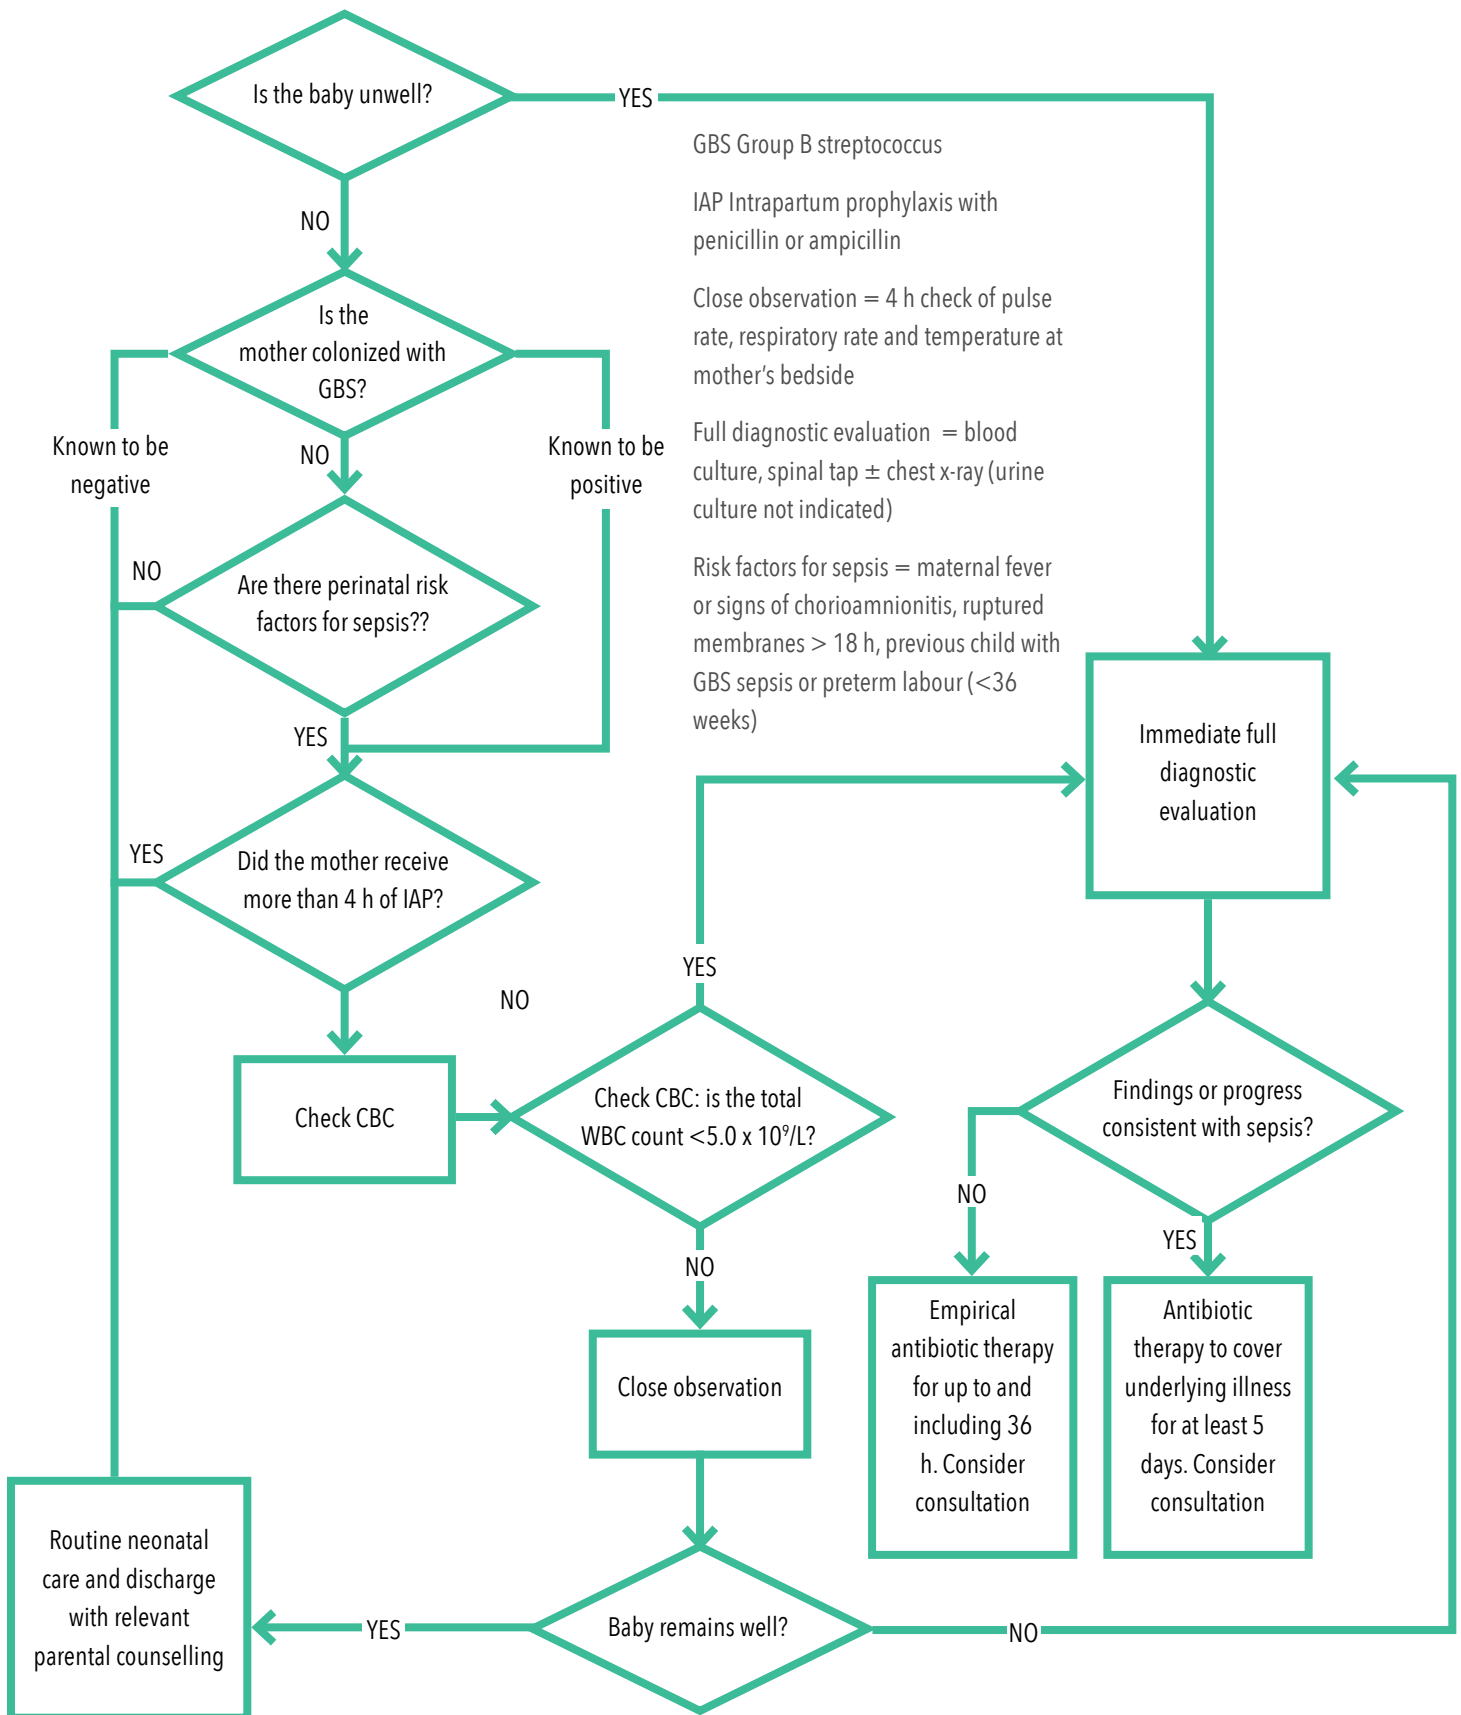 Is the baby unwell?
YES
GBS Group B streptococcus
IAP Intrapartum prophylaxis with
penicillin or ampicillin
Close observation = 4 h check of pulse
rate, respiratory rate and temperature at
mother's bedside
Full diagnostic evaluation = blood
culture, spinal tap ± chest x-ray (urine
culture not indicated)
Risk factors for sepsis = maternal fever
or signs of chorioamnionitis, ruptured
membranes > 18 h, previous child with
GBS sepsis or preterm labour (<36
weeks)
NO
Is the
mother colonized with
GBS?
Known to be
negative
NO
Known to be
positive
NO
Are there perinatal risk
factors for sepsis??
YES
YES
Did the mother receive
more than 4 h of IAP?
NO
Check CBC
YES
Check CBC: is the total
WBC count <5.0 x 10⁹/L?
NO
Close observation
Baby remains well?
YES
NO
Routine neonatal
care and discharge
with relevant
parental counselling
Immediate full
diagnostic
evaluation
Findings or progress
consistent with sepsis?
NO
YES
Empirical
antibiotic therapy
for up to and
including 36
h. Consider
consultation
Antibiotic
therapy to cover
underlying illness
for at least 5
days. Consider
consultation